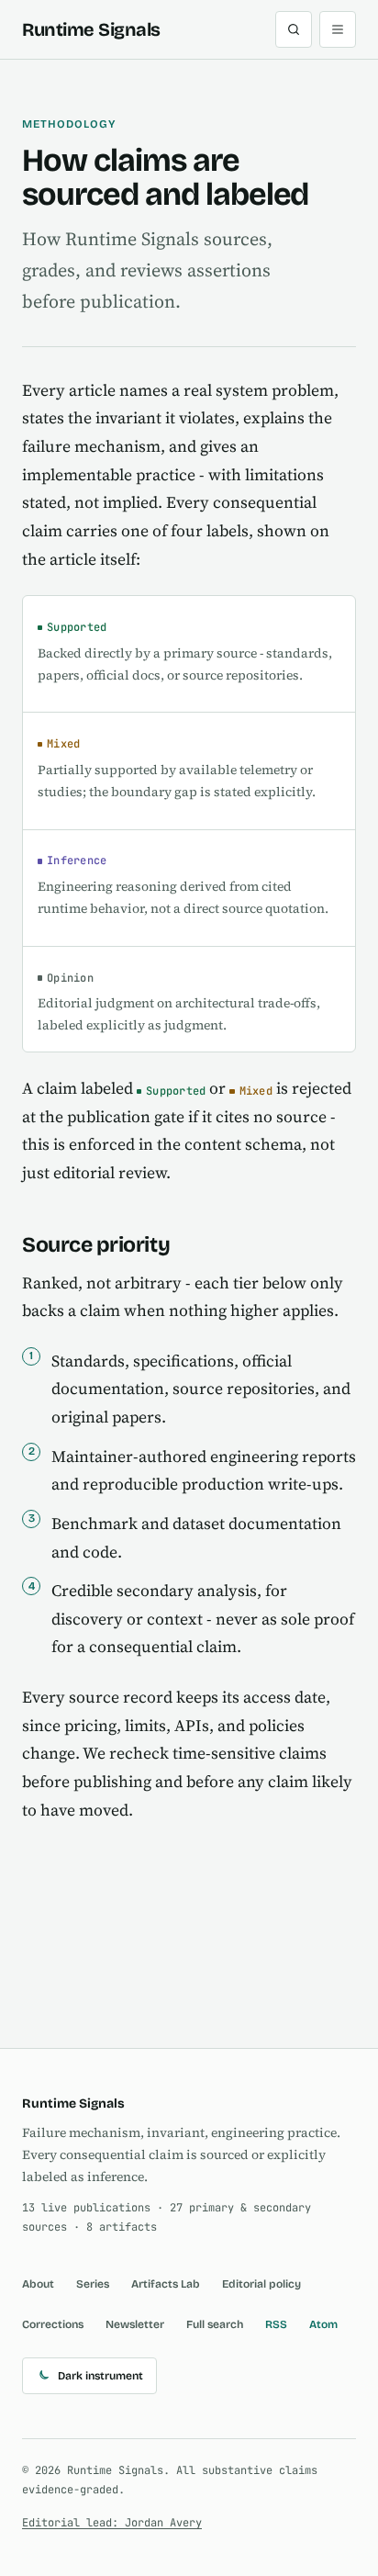 Runtime Signals
METHODOLOGY
How claims are
sourced and labeled
How Runtime Signals sources,
grades, and reviews assertions
before publication.
Every article names a real system problem,
states the invariant it violates, explains the
failure mechanism, and gives an
implementable practice - with limitations
stated, not implied. Every consequential
claim carries one of four labels, shown on
the article itself:
Supported
Backed directly by a primary source - standards,
papers, official docs, or source repositories.
Mixed
Partially supported by available telemetry or
studies; the boundary gap is stated explicitly.
Inference
Engineering reasoning derived from cited
runtime behavior, not a direct source quotation.
Opinion
Editorial judgment on architectural trade-offs,
labeled explicitly as judgment.
A claim labeled Supported or Mixed is rejected
at the publication gate if it cites no source -
this is enforced in the content schema, not
just editorial review.
Source priority
Ranked, not arbitrary - each tier below only
backs a claim when nothing higher applies.
1 Standards, specifications, official
documentation, source repositories, and
original papers.
2 Maintainer-authored engineering reports
and reproducible production write-ups.
3 Benchmark and dataset documentation
and code.
4 Credible secondary analysis, for
discovery or context - never as sole proof
for a consequential claim.
Every source record keeps its access date,
since pricing, limits, APIs, and policies
change. We recheck time-sensitive claims
before publishing and before any claim likely
to have moved.
Runtime Signals
Failure mechanism, invariant, engineering practice.
Every consequential claim is sourced or explicitly
labeled as inference.
13 live publications · 27 primary & secondary
sources · 8 artifacts
About Series Artifacts Lab Editorial policy
Corrections Newsletter Full search RSS Atom
Dark instrument
© 2026 Runtime Signals. All substantive claims
evidence-graded.
Editorial lead: Jordan Avery